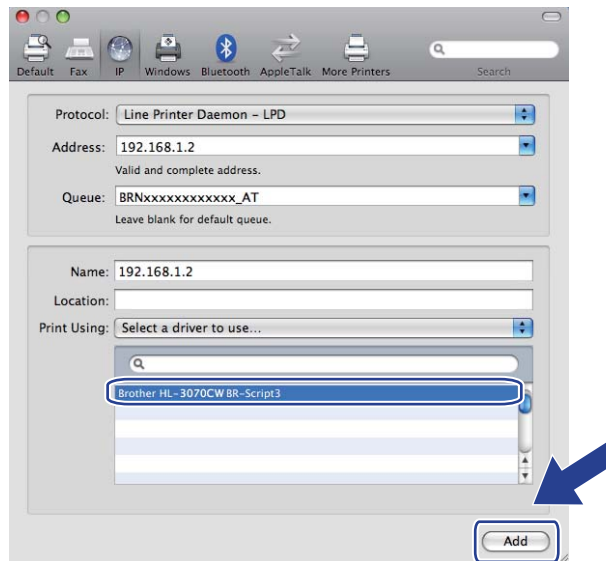 Default Fax IP Windows Bluetooth AppleTalk More Printers Search
Protocol: Line Printer Daemon – LPD
Address: 192.168.1.2
Valid and complete address.
Queue: BRNxxxxxxxxxxxx_AT
Leave blank for default queue.
Name: 192.168.1.2
Location:
Print Using: Select a driver to use...
Brother HL-3070CW BR-Script3
Add